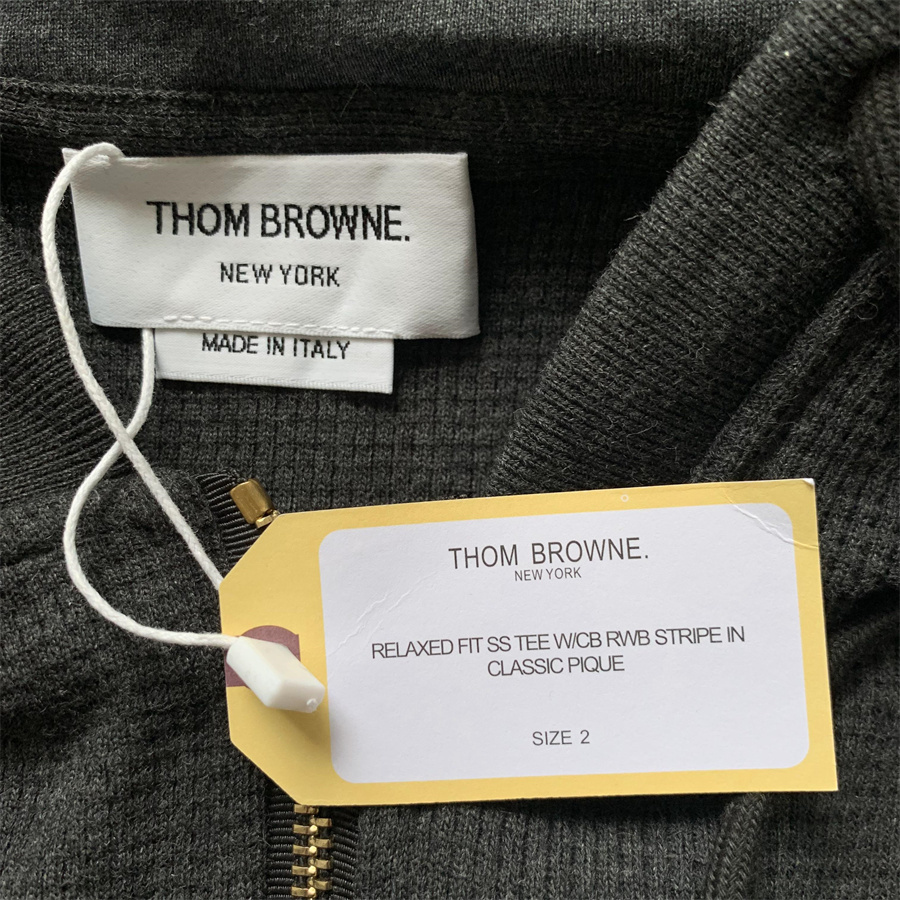 THOM BROWNE.
NEW YORK
MADE IN ITALY
THOM BROWNE.
NEW YORK
RELAXED FIT SS TEE W/CB RWB STRIPE IN
CLASSIC PIQUE
SIZE 2